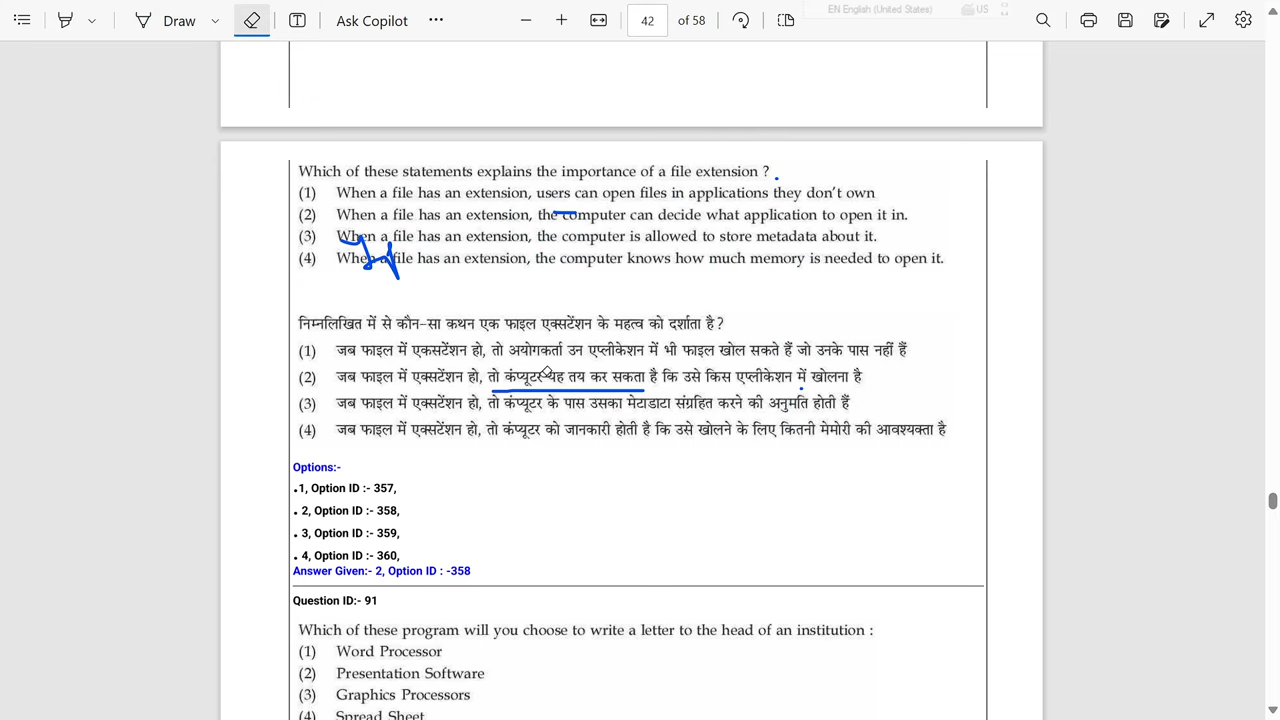 Draw
Ask Copilot
42
of 58
EN English (United States)
US
Which of these statements explains the importance of a file extension ?
(1) When a file has an extension, users can open files in applications they don't own
(2) When a file has an extension, the computer can decide what application to open it in.
(3) When a file has an extension, the computer is allowed to store metadata about it.
(4) When a file has an extension, the computer knows how much memory is needed to open it.
निम्नलिखित में से कौन-सा कथन एक फाइल एक्सटेंशन के महत्व को दर्शाता है?
(1) जब फाइल में एकसटेंशन हो, तो अयोगकर्ता उन एप्लीकेशन में भी फाइल खोल सकते हैं जो उनके पास नहीं हैं
(2) जब फाइल में एक्सटेंशन हो, तो कंप्यूटर यह तय कर सकता है कि उसे किस एप्लीकेशन में खोलना है
(3) जब फाइल में एक्सटेंशन हो, तो कंप्यूटर के पास उसका मेटाडाटा संग्रहित करने की अनुमति होती हैं
(4) जब फाइल में एक्सटेंशन हो, तो कंप्यूटर को जानकारी होती है कि उसे खोलने के लिए कितनी मेमोरी की आवश्यक्ता है
Options:-
1, Option ID :- 357,
2, Option ID :- 358,
3, Option ID :- 359,
4, Option ID :- 360,
Answer Given:- 2, Option ID : -358
Question ID:- 91
Which of these program will you choose to write a letter to the head of an institution :
(1) Word Processor
(2) Presentation Software
(3) Graphics Processors
(4) Spread Sheet